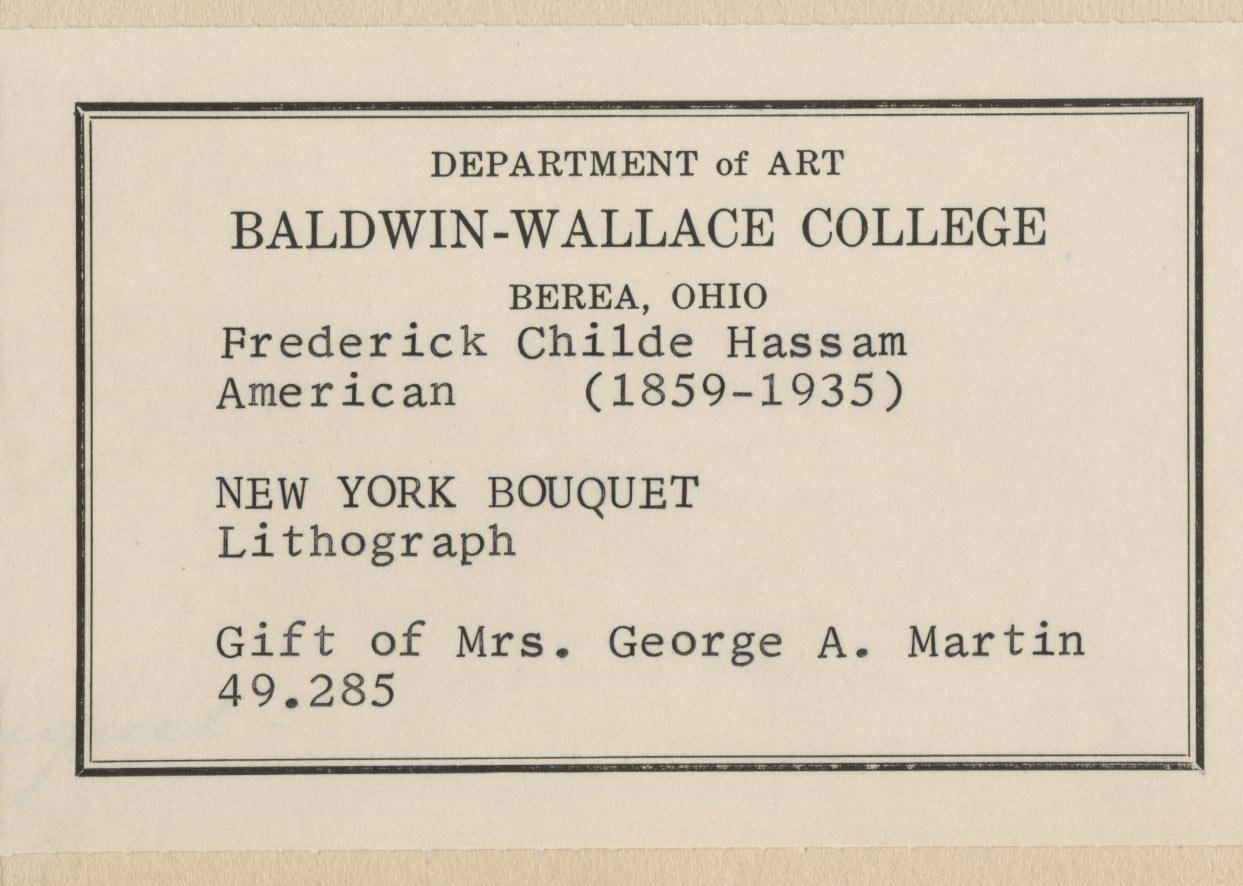 DEPARTMENT of ART
BALDWIN-WALLACE COLLEGE
BEREA, OHIO
Frederick Childe Hassam
American (1859-1935)
NEW YORK BOUQUET
Lithograph
Gift of Mrs. George A. Martin
49.285